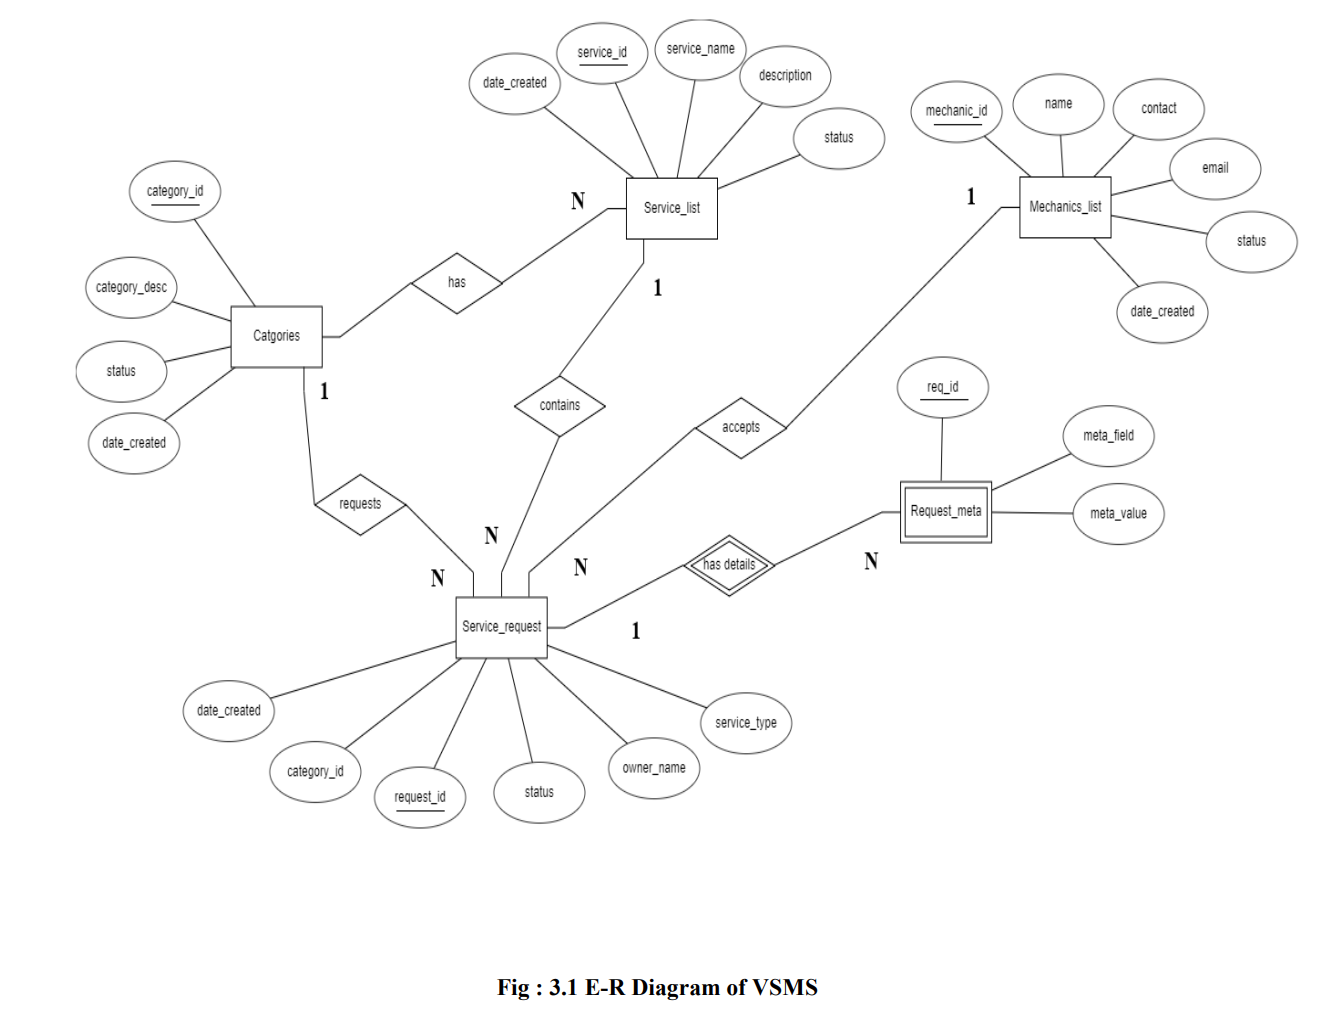 service_id
service_name
date_created
description
status
mechanic_id
name
contact
email
status
date_created
Mechanics_list
1
Service_list
N
category_id
category_desc
status
date_created
Catgories
has
1
1
contains
accepts
requests
req_id
meta_field
meta_value
Request_meta
has details
N
N
N
N
1
Service_request
date_created
category_id
request_id
status
owner_name
service_type
Fig : 3.1 E-R Diagram of VSMS